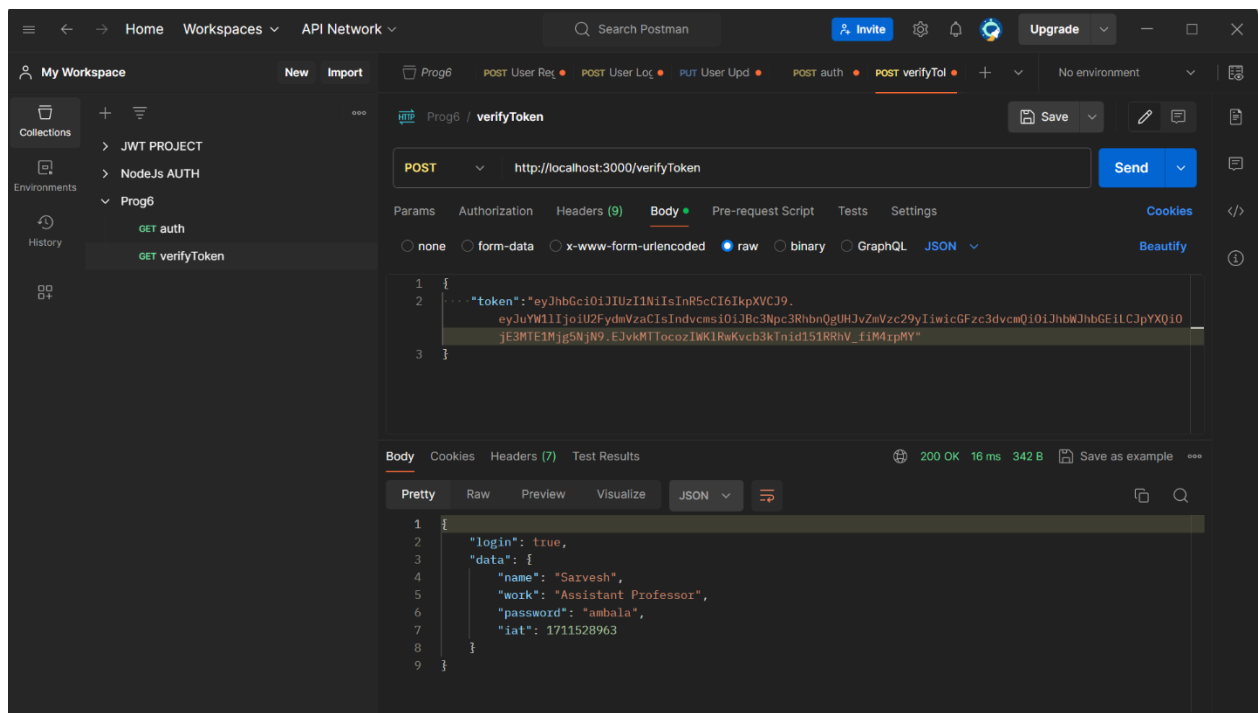 Home Workspaces API Network Search Postman Invite Upgrade
My Workspace New Import Prog6 POST User Reg POST User Log PUT User Upd POST auth POST verifyTol No environment
Collections
HTTP Prog6 / verifyToken Save
JWT PROJECT
POST http://localhost:3000/verifyToken Send
Environments
NodeJs AUTH
Prog6
Params Authorization Headers (9) Body Pre-request Script Tests Settings Cookies
History
GET auth
none form-data x-www-form-urlencoded raw binary GraphQL JSON Beautify
GET verifyToken
1 {
2 "token":"eyJhbGciOiJIUzI1NiIsInR5cCI6IkpXVCJ9.
eyJuYW1lIjoiU2FydmVzaCIsIndvcmsiOiJBc3Npc3RhbnQgUHJvZmVzc29yIiwicGFzc3dvcmQiOiJhbWJhbGEiLCJpYXQiO
jE3MTE1Mjg5NjN9.EJvkMTTocozIWKlRwKvcb3kTnid151RRhV_fiM4rpMY"
3 }
Body Cookies Headers (7) Test Results 200 OK 16 ms 342 B Save as example
Pretty Raw Preview Visualize JSON
1 {
2 "login": true,
3 "data": {
4 "name": "Sarvesh",
5 "work": "Assistant Professor",
6 "password": "ambala",
7 "iat": 1711528963
8 }
9 }